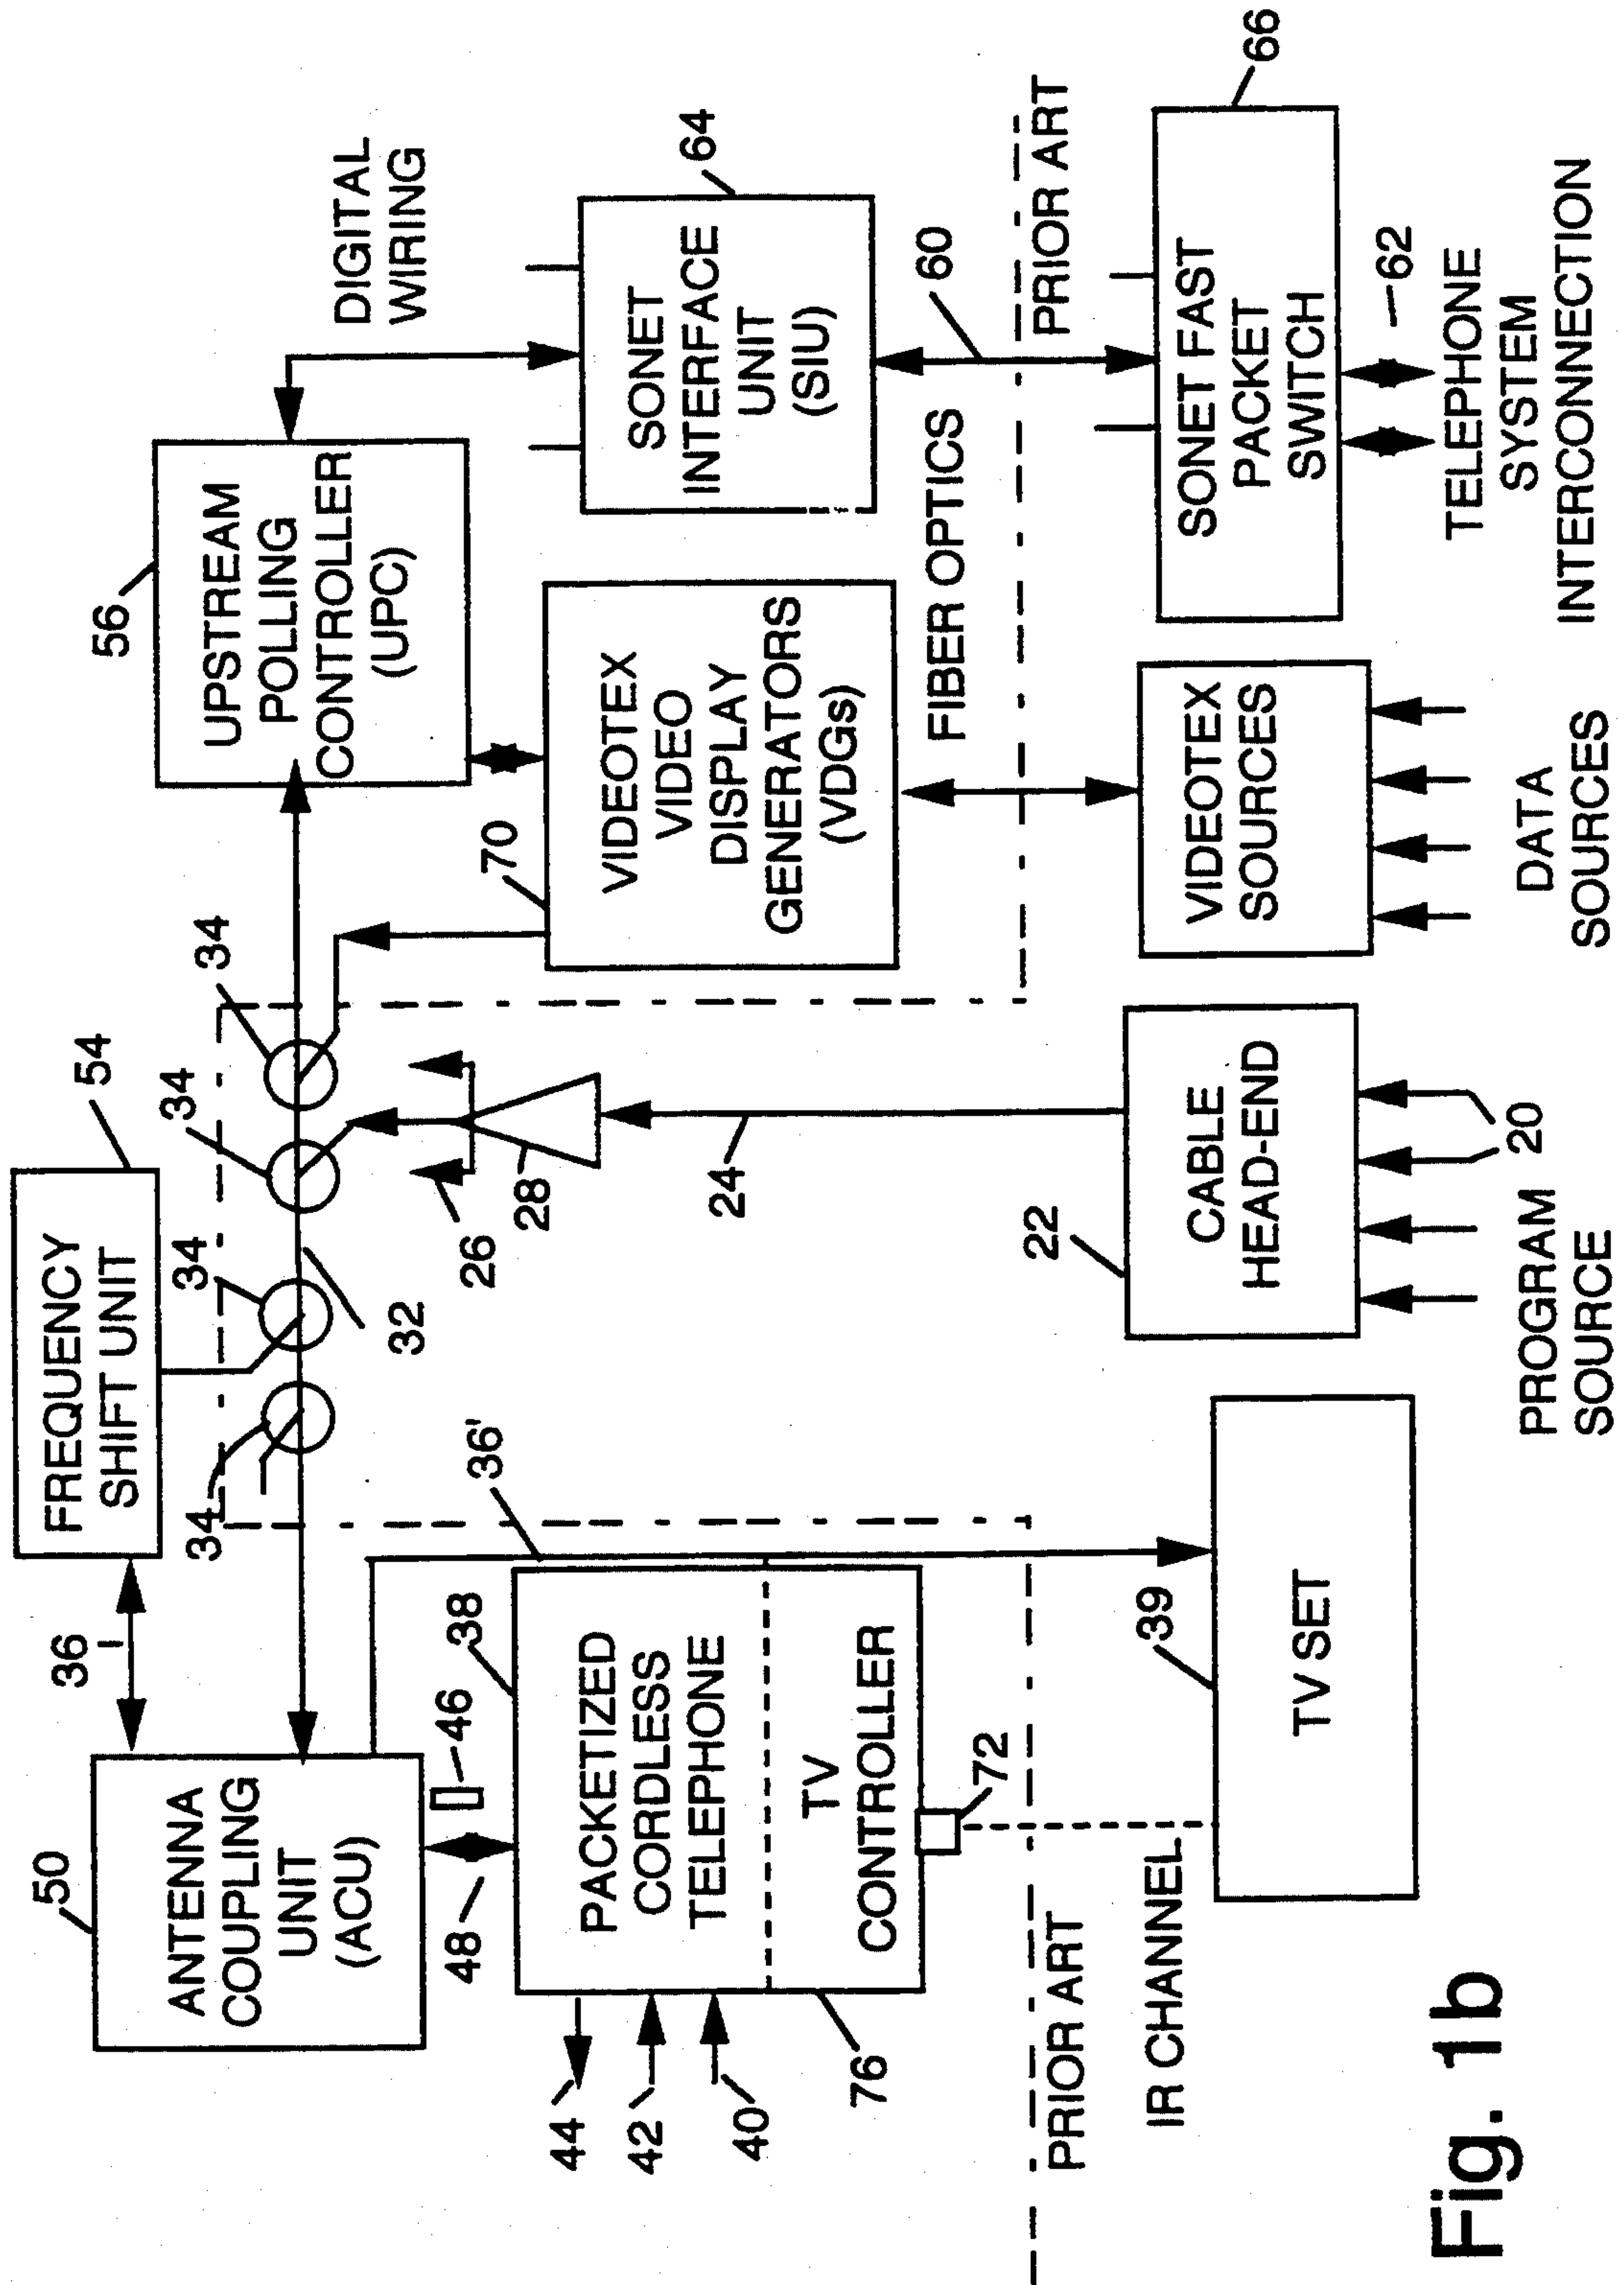 54
FREQUENCY
SHIFT UNIT
36
50
ANTENNA
COUPLING
UNIT
(ACU)
34
34
34
34
32
56
UPSTREAM
POLLING
CONTROLLER
(UPC)
DIGITAL
WIRING
48
46
38
36'
PACKETIZED
CORDLESS
TELEPHONE
TV
CONTROLLER
44
42
40
76
72
26
28
24
70
VIDEOTEX
VIDEO
DISPLAY
GENERATORS
(VDGs)
64
SONET
INTERFACE
UNIT
(SIU)
FIBER OPTICS
60
PRIOR ART
PRIOR ART
IR CHANNEL
39
TV SET
22
CABLE
HEAD-END
20
PROGRAM
SOURCE
VIDEOTEX
SOURCES
DATA
SOURCES
66
SONET FAST
PACKET
SWITCH
62
TELEPHONE
SYSTEM
INTERCONNECTION
Fig. 1b